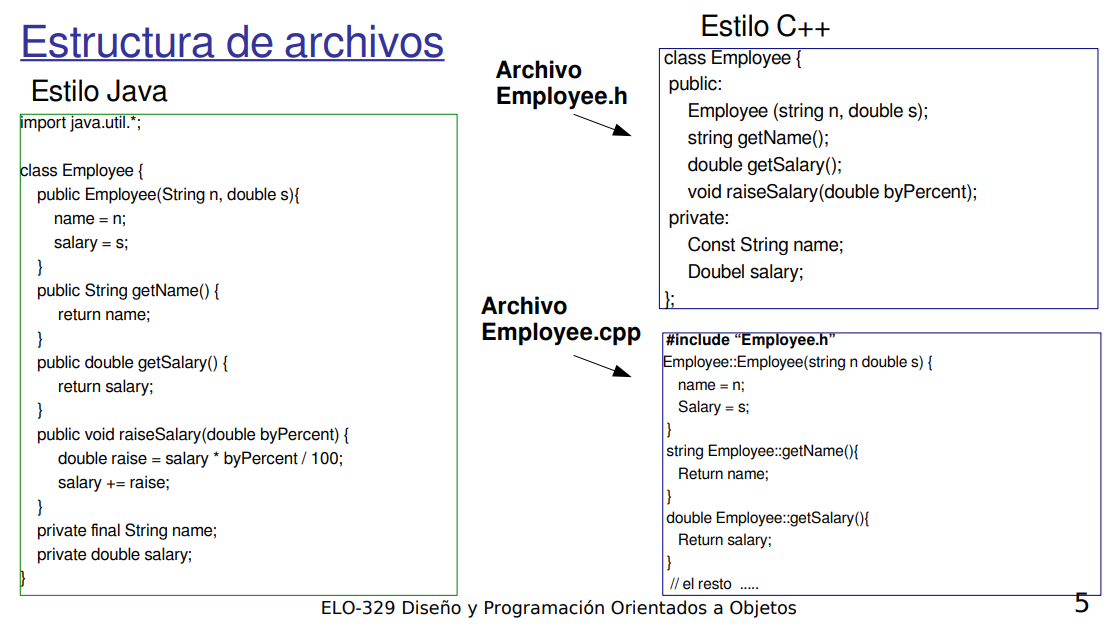 Estructura de archivos
Estilo Java
import java.util.*;
class Employee {
public Employee(String n, double s){
name = n;
salary = s;
}
public String getName() {
return name;
}
public double getSalary() {
return salary;
}
public void raiseSalary(double byPercent) {
double raise = salary * byPercent / 100;
salary += raise;
}
private final String name;
private double salary;
}
Estilo C++
Archivo
Employee.h
class Employee {
public:
Employee (string n, double s);
string getName();
double getSalary();
void raiseSalary(double byPercent);
private:
Const String name;
Doubel salary;
};
Archivo
Employee.cpp
#include “Employee.h”
Employee::Employee(string n double s) {
name = n;
Salary = s;
}
string Employee::getName(){
Return name;
}
double Employee::getSalary(){
Return salary;
}
// el resto .....
ELO-329 Diseño y Programación Orientados a Objetos
5